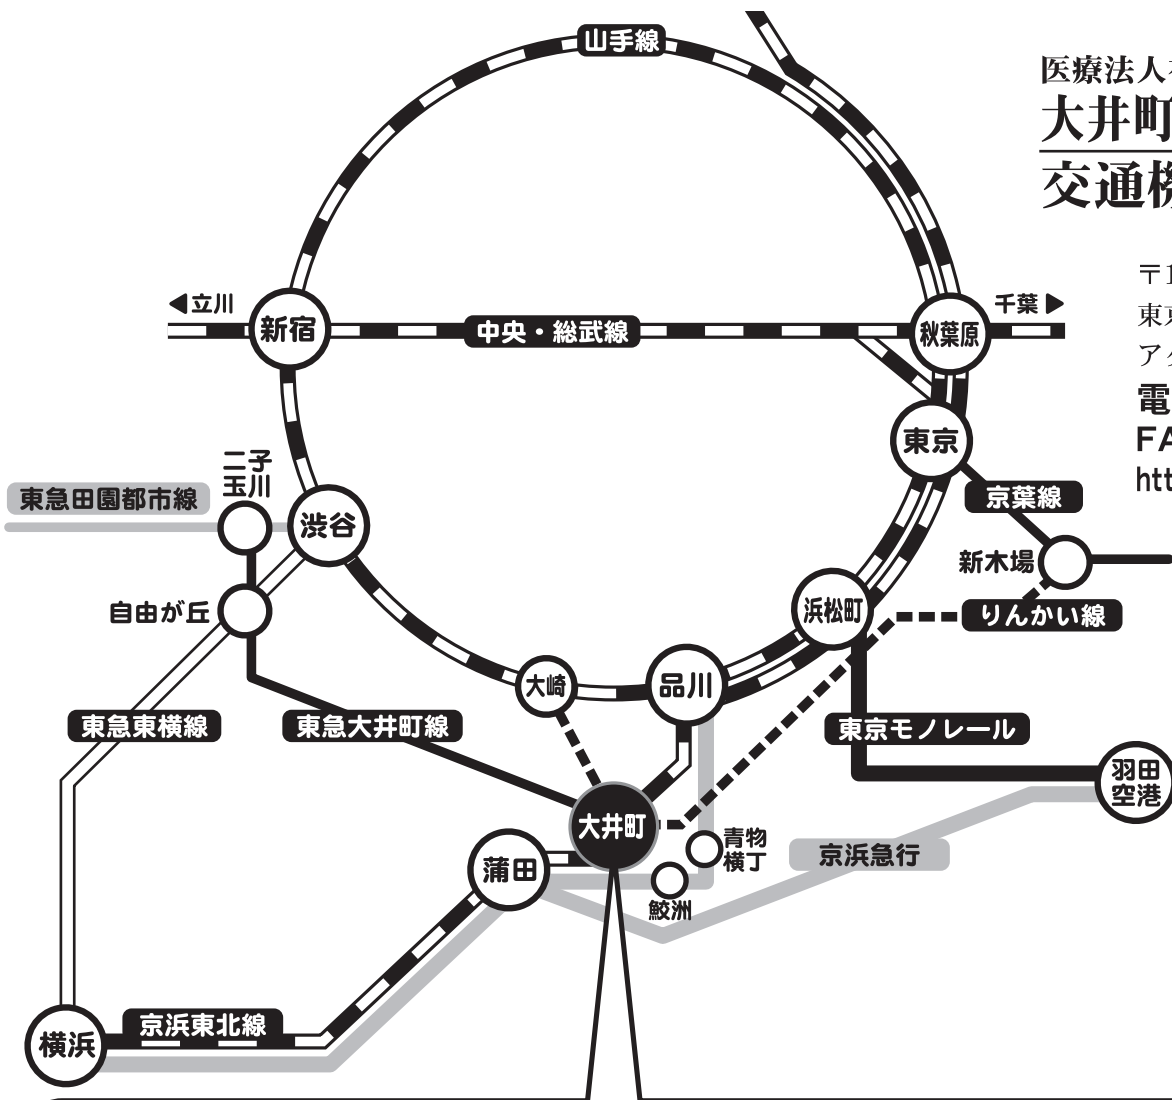 山手線
医療法人
大井町
交通機
〒1
東京
ア
電
FA
htt
◀立川
千葉▶
新宿
中央・総武線
秋葉原
東京
二子
玉川
東急田園都市線
渋谷
京葉線
新木場
自由が丘
浜松町
りんかい線
大崎
品川
東急東横線
東急大井町線
東京モノレール
羽田
空港
大井町
青物
横丁
京浜急行
蒲田
鮫洲
京浜東北線
横浜